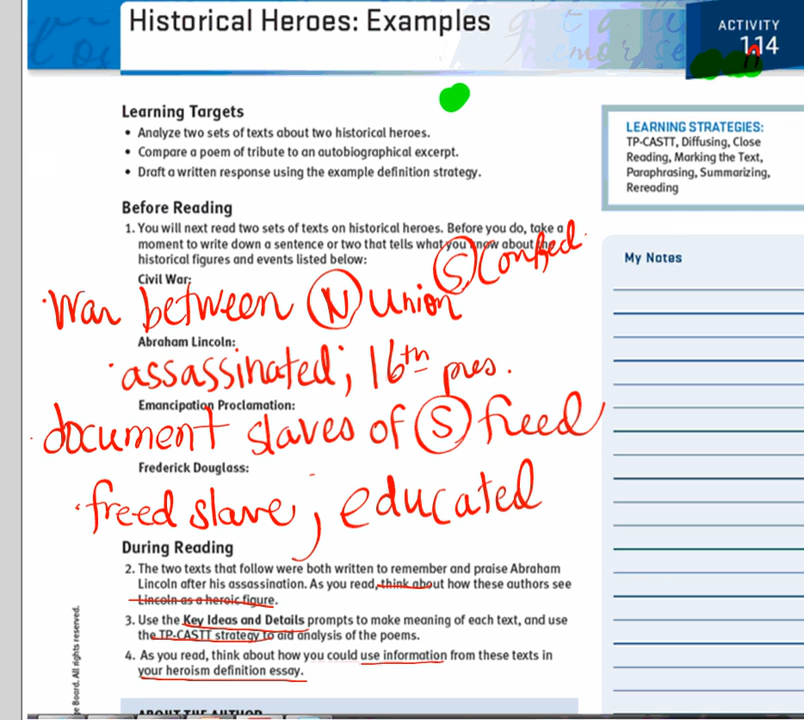 Historical Heroes: Examples
ACTIVITY
1.14
Learning Targets
• Analyze two sets of texts about two historical heroes.
• Compare a poem of tribute to an autobiographical excerpt.
• Draft a written response using the example definition strategy.
LEARNING STRATEGIES:
TP-CASTT, Diffusing, Close
Reading, Marking the Text,
Paraphrasing, Summarizing,
Rereading
Before Reading
1. You will next read two sets of texts on historical heroes. Before you do, take a
moment to write down a sentence or two that tells what you know about the
historical figures and events listed below:
My Notes
Civil War:
S Confed.
• War between N Union
Abraham Lincoln:
• assassinated; 16th pres.
Emancipation Proclamation:
• document slaves of S freed
Frederick Douglass:
• freed slave; educated
During Reading
2. The two texts that follow were both written to remember and praise Abraham
Lincoln after his assassination. As you read, think about how these authors see
Lincoln as a heroic figure.
3. Use the Key Ideas and Details prompts to make meaning of each text, and use
the TP-CASTT strategy to aid analysis of the poems.
4. As you read, think about how you could use information from these texts in
your heroism definition essay.
e Board. All rights reserved.
ABOUT THE AUTHOR